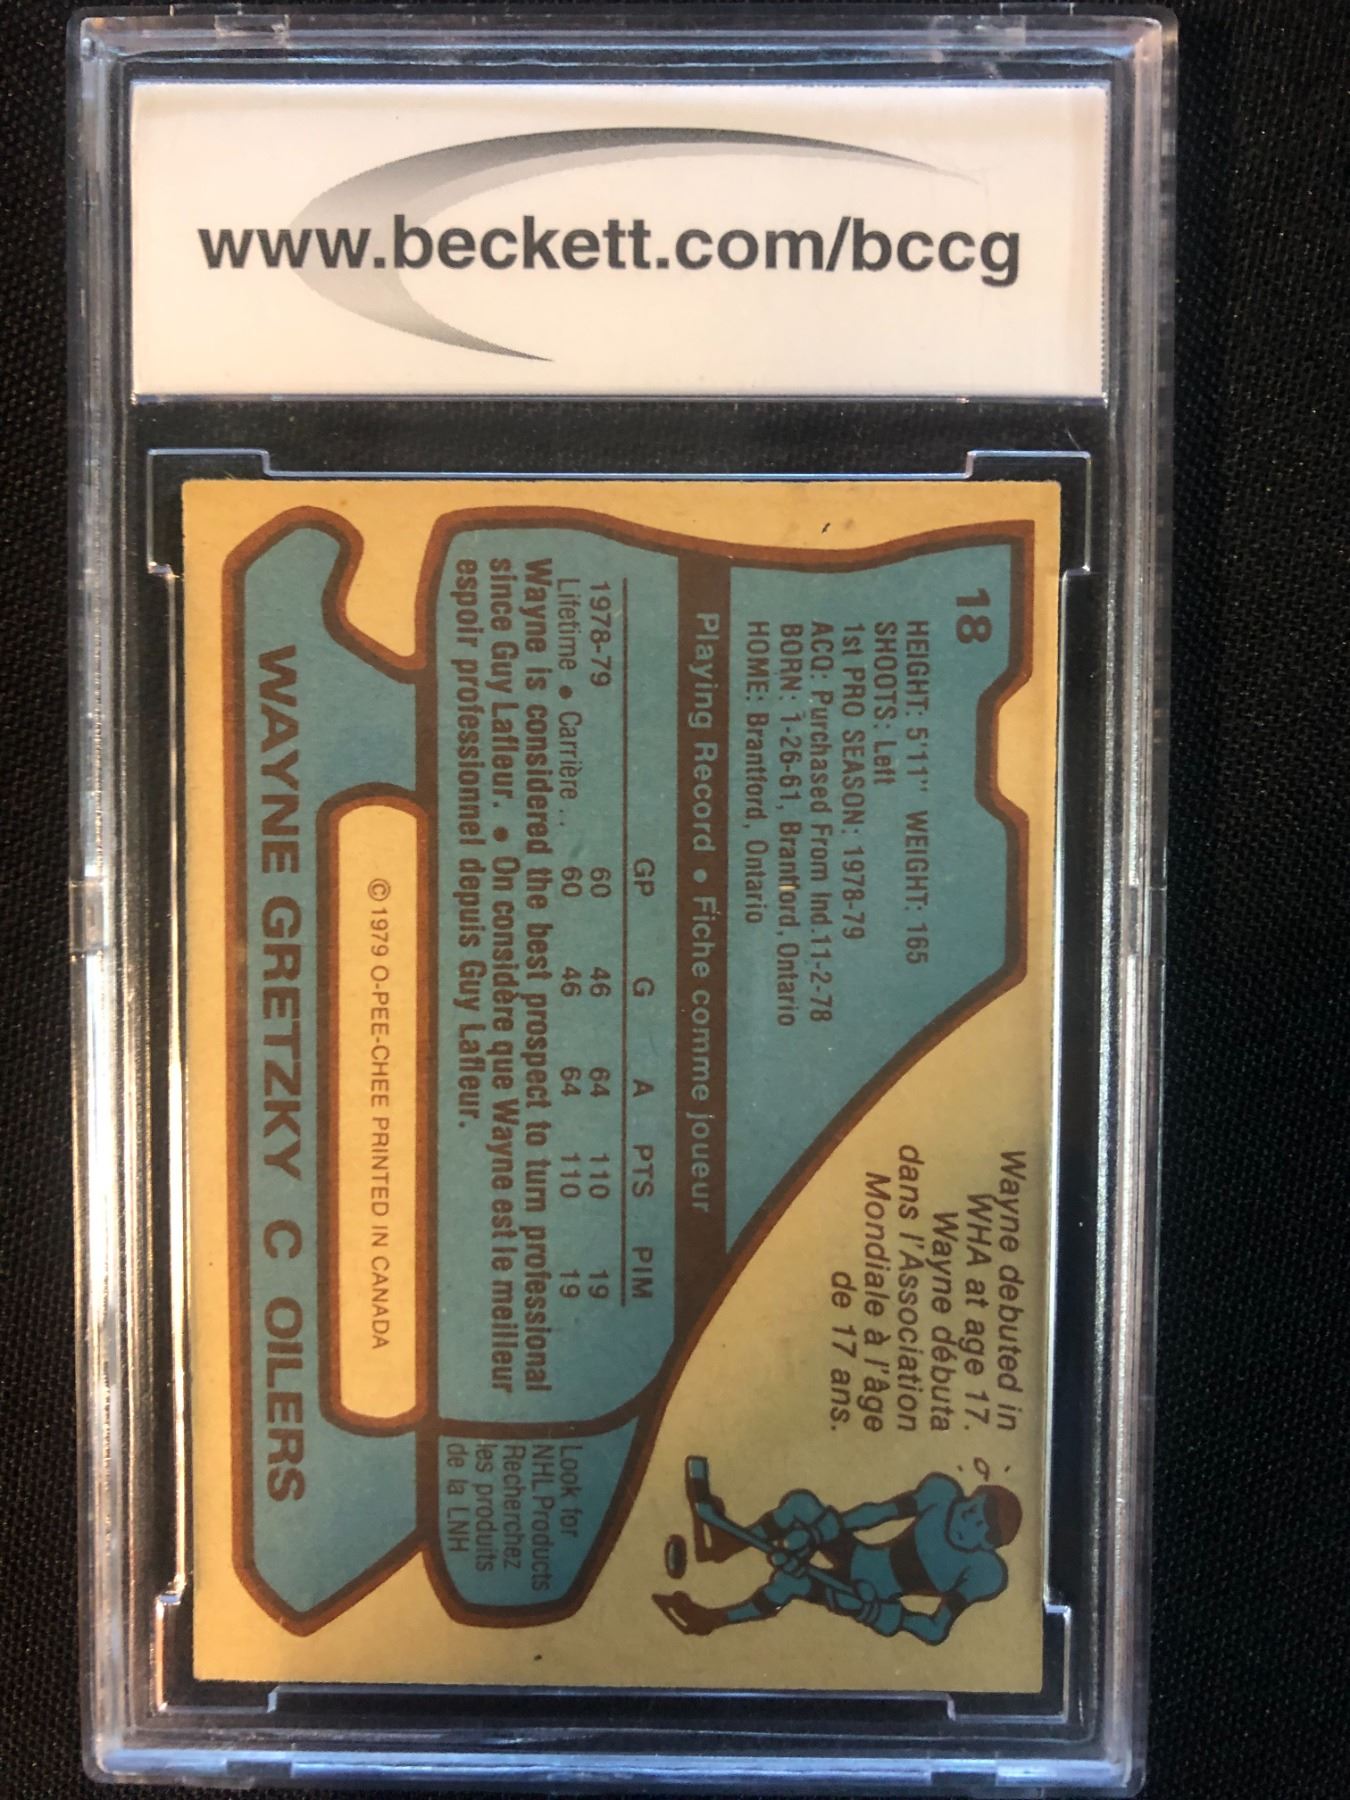 www.beckett.com/bccg
18
HEIGHT: 5'11" WEIGHT: 165
SHOOTS: Left
1st PRO SEASON: 1978-79
ACQ: Purchased From Ind.11-2-78
BORN: 1-26-61, Brantford, Ontario
HOME: Brantford, Ontario
Wayne debuted in
WHA at age 17.
Wayne débuta
dans l'Association
Mondiale à l'âge
de 17 ans.
Playing Record • Fiche comme joueur
GP G A PTS PIM
1978-79 60 46 64 110 19
Lifetime • Carrière .. 60 46 64 110 19
Wayne is considered the best prospect to turn professional
since Guy Lafleur. • On considère que Wayne est le meilleur
espoir professionnel depuis Guy Lafleur.
Look for
NHL Products
Recherchez
les produits
de la LNH
©1979 O-PEE-CHEE PRINTED IN CANADA
WAYNE GRETZKY C OILERS